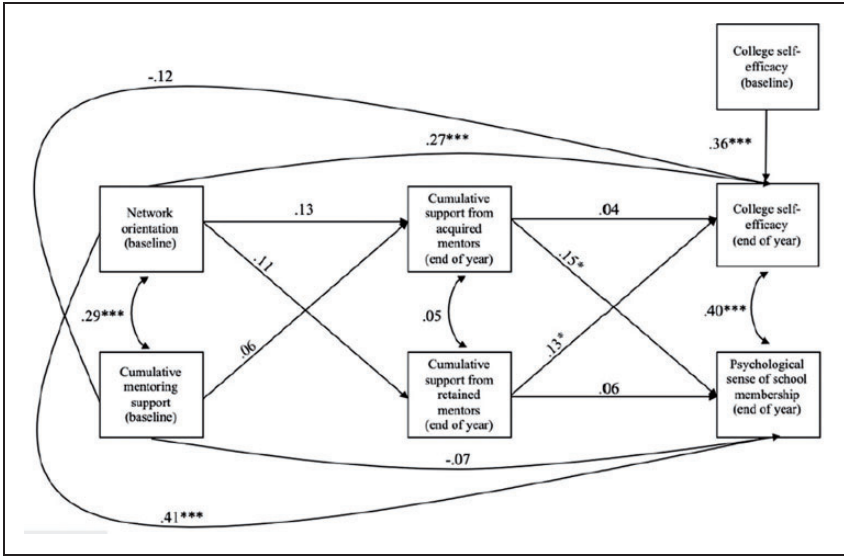 College self-
efficacy
(baseline)
-.12
.27***
.36***
Network
orientation
(baseline)
.13
Cumulative
support from
acquired
mentors
(end of year)
.04
College self-
efficacy
(end of year)
.11
.15*
.29***
.05
.40***
.06
.13*
Cumulative
mentoring
support
(baseline)
Cumulative
support from
retained
mentors
(end of year)
.06
Psychological
sense of school
membership
(end of year)
-.07
.41***